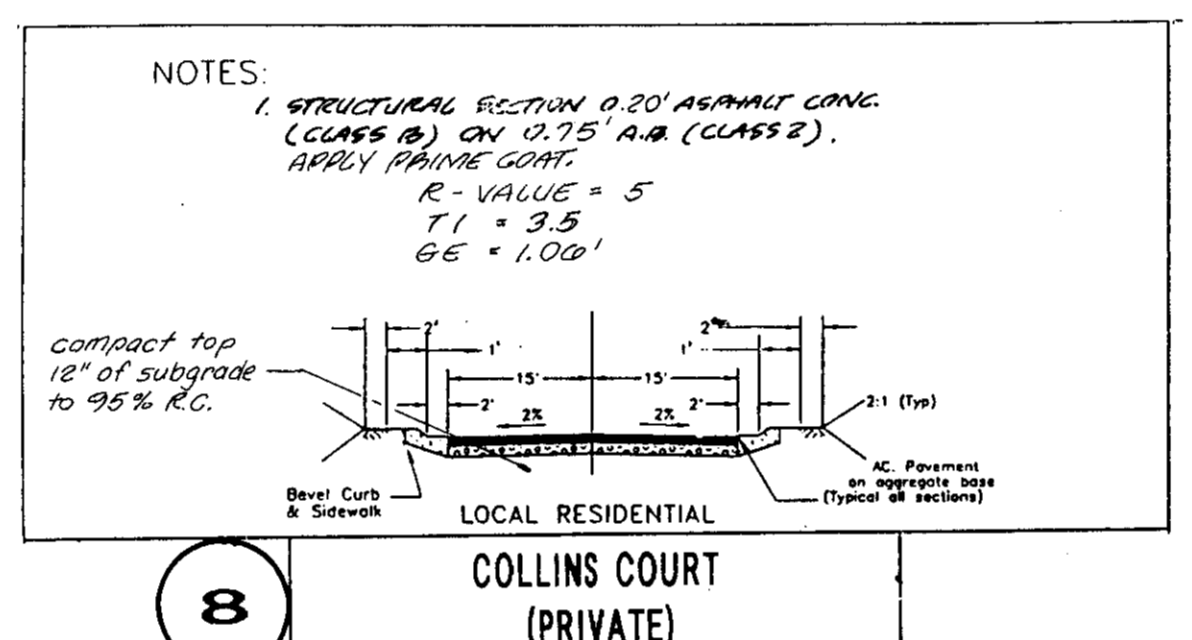 NOTES:
1. STRUCTURAL SECTION 0.20' ASPHALT CONC.
(CLASS B) ON 0.75' A.B. (CLASS 2).
APPLY PRIME COAT.
R-VALUE = 5
TI = 3.5
GE = 1.06'
compact top
12" of subgrade
to 95% R.C.
2' 2'
1' 1'
15' 15'
2' 2% 2% 2'
2:1 (Typ)
Bevel Curb
& Sidewalk
AC. Pavement
on aggregate base
(Typical all sections)
LOCAL RESIDENTIAL
8
COLLINS COURT
(PRIVATE)